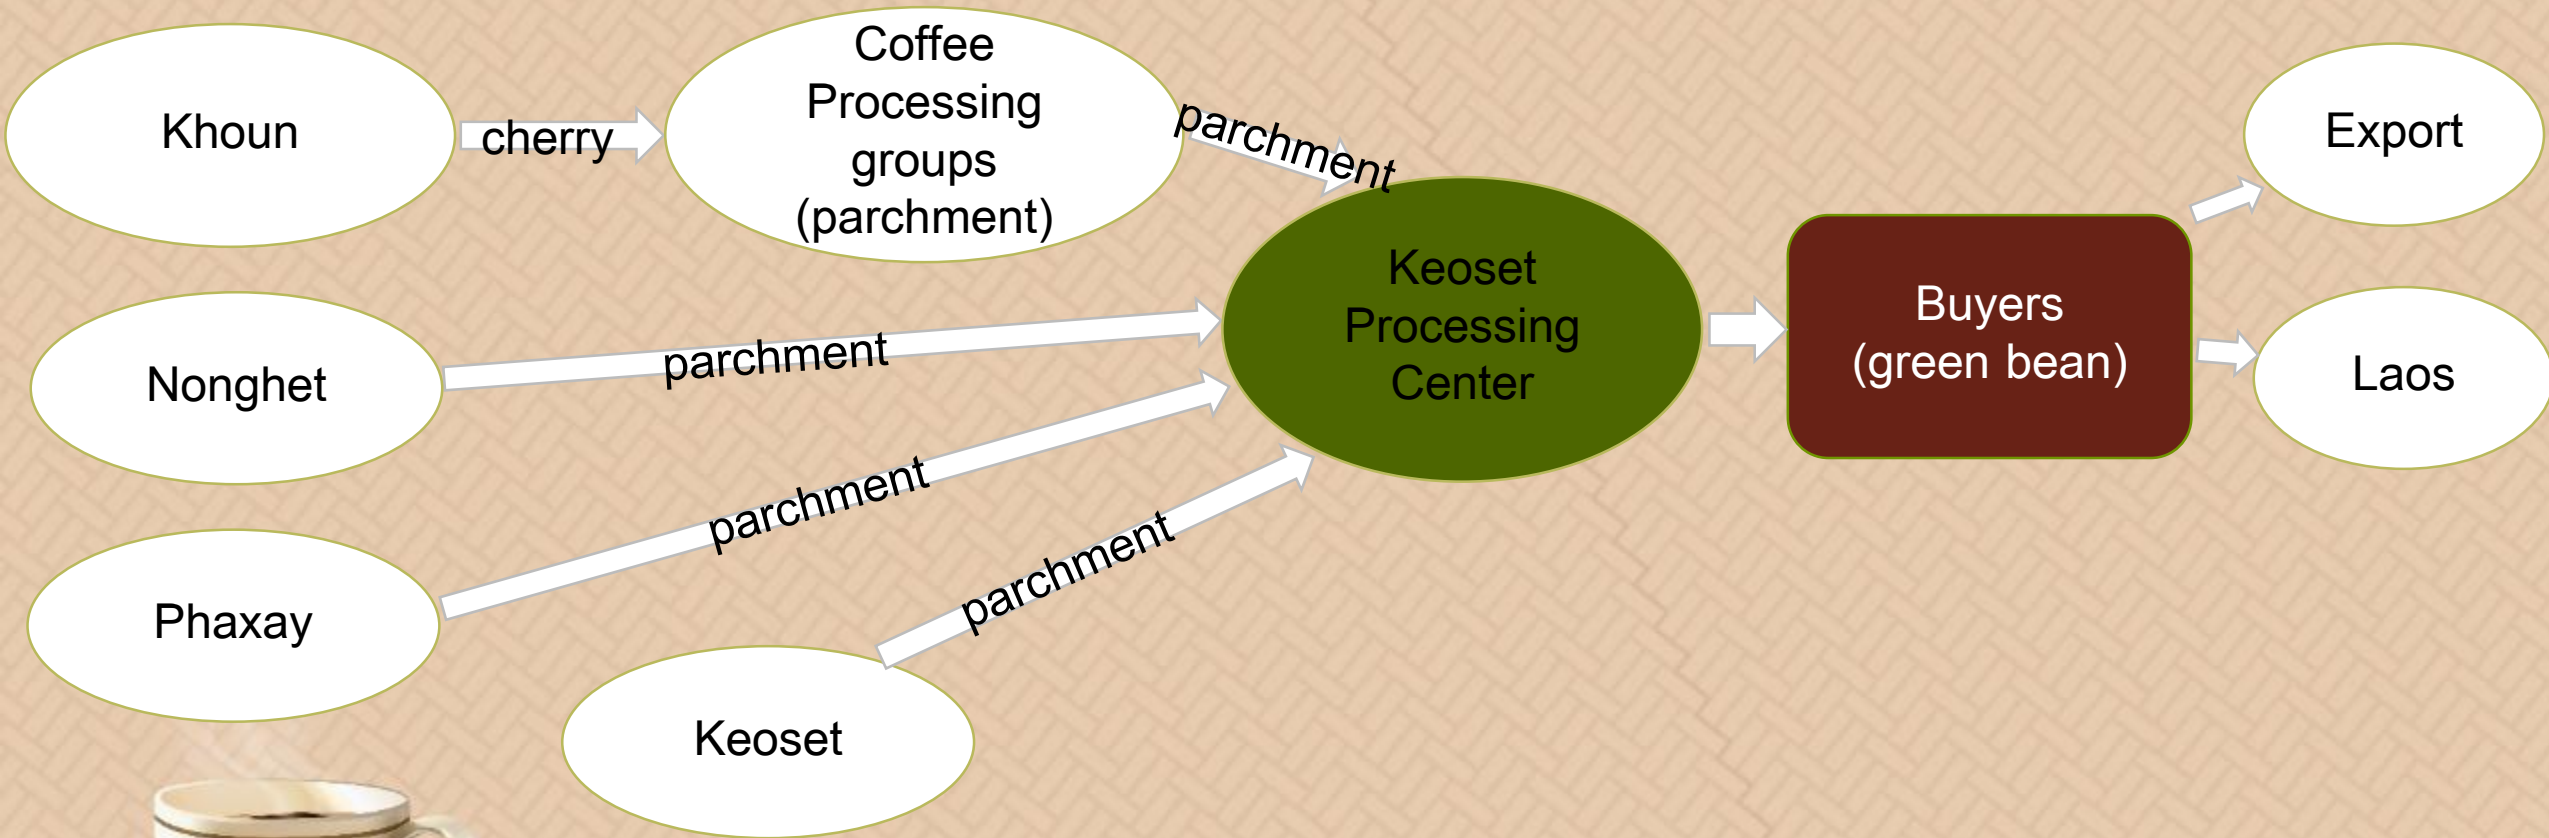 Khoun
cherry
Coffee
Processing
groups
(parchment)
parchment
Export
Keoset
Processing
Center
Buyers
(green bean)
Laos
Nonghet
parchment
Phaxay
parchment
Keoset
parchment